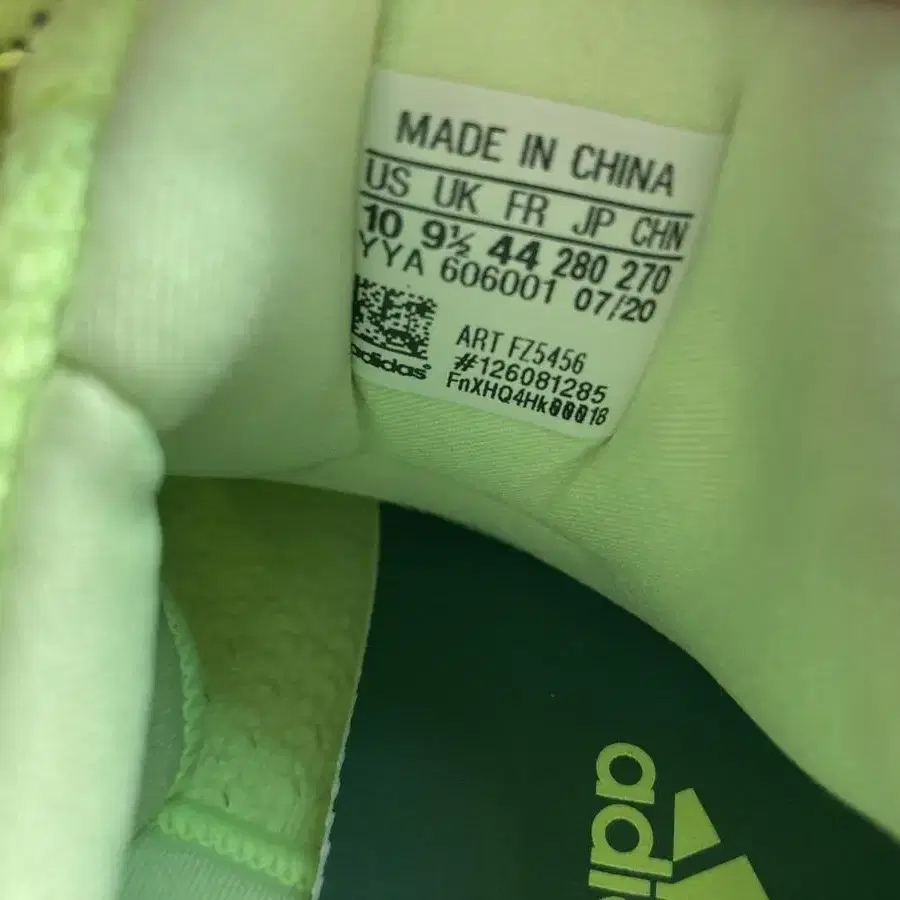 MADE IN CHINA
US UK FR JP CHN
10 9½ 44 280 270
YYA 606001 07/20
ART FZ5456
#126081285
adidas
adi